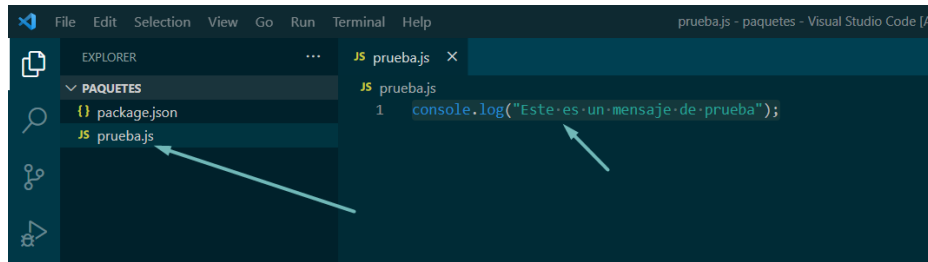 File Edit Selection View Go Run Terminal Help prueba.js - paquetes - Visual Studio Code [A
EXPLORER ··· JS prueba.js ×
PAQUETES JS prueba.js
{} package.json 1 console.log("Este·es·un·mensaje·de·prueba");
JS prueba.js